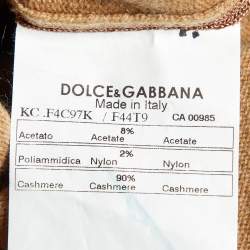 DOLCE&GABBANA
Made in Italy
KC .F4C97K / F44T9 CA 00985
8%
Acetato Acetate Acetate
2%
Poliammidica Nylon Nylon
90%
Cashmere Cashmere Cashmere